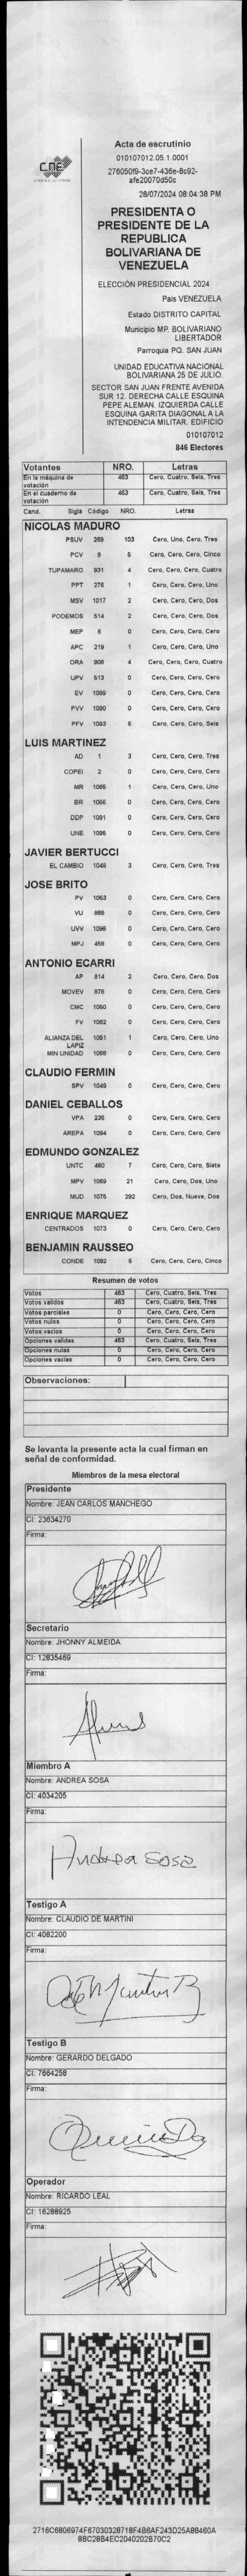 CNE
Acta de escrutinio
010107012.05.1.0001
276050f9-3ce7-436e-8c92-
afe20070d50c
28/07/2024 08:04:38 PM
PRESIDENTA O
PRESIDENTE DE LA
REPUBLICA
BOLIVARIANA DE
VENEZUELA
ELECCIÓN PRESIDENCIAL 2024
Pais VENEZUELA
Estado DISTRITO CAPITAL
Municipio MP. BOLIVARIANO
LIBERTADOR
Parroquia PQ. SAN JUAN
UNIDAD EDUCATIVA NACIONAL
BOLIVARIANA 25 DE JULIO.
SECTOR SAN JUAN FRENTE AVENIDA
SUR 12. DERECHA CALLE ESQUINA
PEPE ALEMAN. IZQUIERDA CALLE
ESQUINA GARITA DIAGONAL A LA
INTENDENCIA MILITAR. EDIFICIO
010107012
846 Electores
Votantes NRO. Letras
En la máquina de votación 463 Cero, Cuatro, Seis, Tres
En el cuaderno de votación 463 Cero, Cuatro, Seis, Tres
Cand. Sigla Código NRO. Letras
NICOLAS MADURO
PSUV 269 103 Cero, Uno, Cero, Tres
PCV 9 5 Cero, Cero, Cero, Cinco
TUPAMARO 931 4 Cero, Cero, Cero, Cuatro
PPT 276 1 Cero, Cero, Cero, Uno
MSV 1017 2 Cero, Cero, Cero, Dos
PODEMOS 514 2 Cero, Cero, Cero, Dos
MEP 6 0 Cero, Cero, Cero, Cero
APC 219 1 Cero, Cero, Cero, Uno
ORA 906 4 Cero, Cero, Cero, Cuatro
UPV 513 0 Cero, Cero, Cero, Cero
EV 1089 0 Cero, Cero, Cero, Cero
PVV 1090 0 Cero, Cero, Cero, Cero
PFV 1093 6 Cero, Cero, Cero, Seis
LUIS MARTINEZ
AD 1 3 Cero, Cero, Cero, Tres
COPEI 2 0 Cero, Cero, Cero, Cero
MR 1065 1 Cero, Cero, Cero, Uno
BR 1066 0 Cero, Cero, Cero, Cero
DDP 1091 0 Cero, Cero, Cero, Cero
UNE 1095 0 Cero, Cero, Cero, Cero
JAVIER BERTUCCI
EL CAMBIO 1048 3 Cero, Cero, Cero, Tres
JOSE BRITO
PV 1053 0 Cero, Cero, Cero, Cero
VU 868 0 Cero, Cero, Cero, Cero
UVV 1096 0 Cero, Cero, Cero, Cero
MPJ 458 0 Cero, Cero, Cero, Cero
ANTONIO ECARRI
AP 814 2 Cero, Cero, Cero, Dos
MOVEV 878 0 Cero, Cero, Cero, Cero
CMC 1060 0 Cero, Cero, Cero, Cero
FV 1062 0 Cero, Cero, Cero, Cero
ALIANZA DEL LAPIZ 1051 1 Cero, Cero, Cero, Uno
MIN UNIDAD 1088 0 Cero, Cero, Cero, Cero
CLAUDIO FERMIN
SPV 1049 0 Cero, Cero, Cero, Cero
DANIEL CEBALLOS
VPA 236 0 Cero, Cero, Cero, Cero
AREPA 1094 0 Cero, Cero, Cero, Cero
EDMUNDO GONZALEZ
UNTC 460 7 Cero, Cero, Cero, Siete
MPV 1069 21 Cero, Cero, Dos, Uno
MUD 1075 292 Cero, Dos, Nueve, Dos
ENRIQUE MARQUEZ
CENTRADOS 1073 0 Cero, Cero, Cero, Cero
BENJAMIN RAUSSEO
CONDE 1092 5 Cero, Cero, Cero, Cinco
Resumen de votos
Votos 463 Cero, Cuatro, Seis, Tres
Votos validos 463 Cero, Cuatro, Seis, Tres
Votos parciales 0 Cero, Cero, Cero, Cero
Votos nulos 0 Cero, Cero, Cero, Cero
Votos vacios 0 Cero, Cero, Cero, Cero
Opciones validas 463 Cero, Cuatro, Seis, Tres
Opciones nulas 0 Cero, Cero, Cero, Cero
Opciones vacias 0 Cero, Cero, Cero, Cero
Observaciones:
Se levanta la presente acta la cual firman en
señal de conformidad.
Miembros de la mesa electoral
Presidente
Nombre: JEAN CARLOS MANCHEGO
CI: 23634270
Firma:
Secretario
Nombre: JHONNY ALMEIDA
CI: 12835469
Firma:
Miembro A
Nombre: ANDREA SOSA
CI: 4034205
Firma:
Andrea Sosa
Testigo A
Nombre: CLAUDIO DE MARTINI
CI: 4082200
Firma:
Testigo B
Nombre: GERARDO DELGADO
CI: 7664256
Firma:
Operador
Nombre: RICARDO LEAL
CI: 16288925
Firma:
2716C6806974F67030328718F4B6AF243D25A88460A
8BC28B4EC2040202B70C2